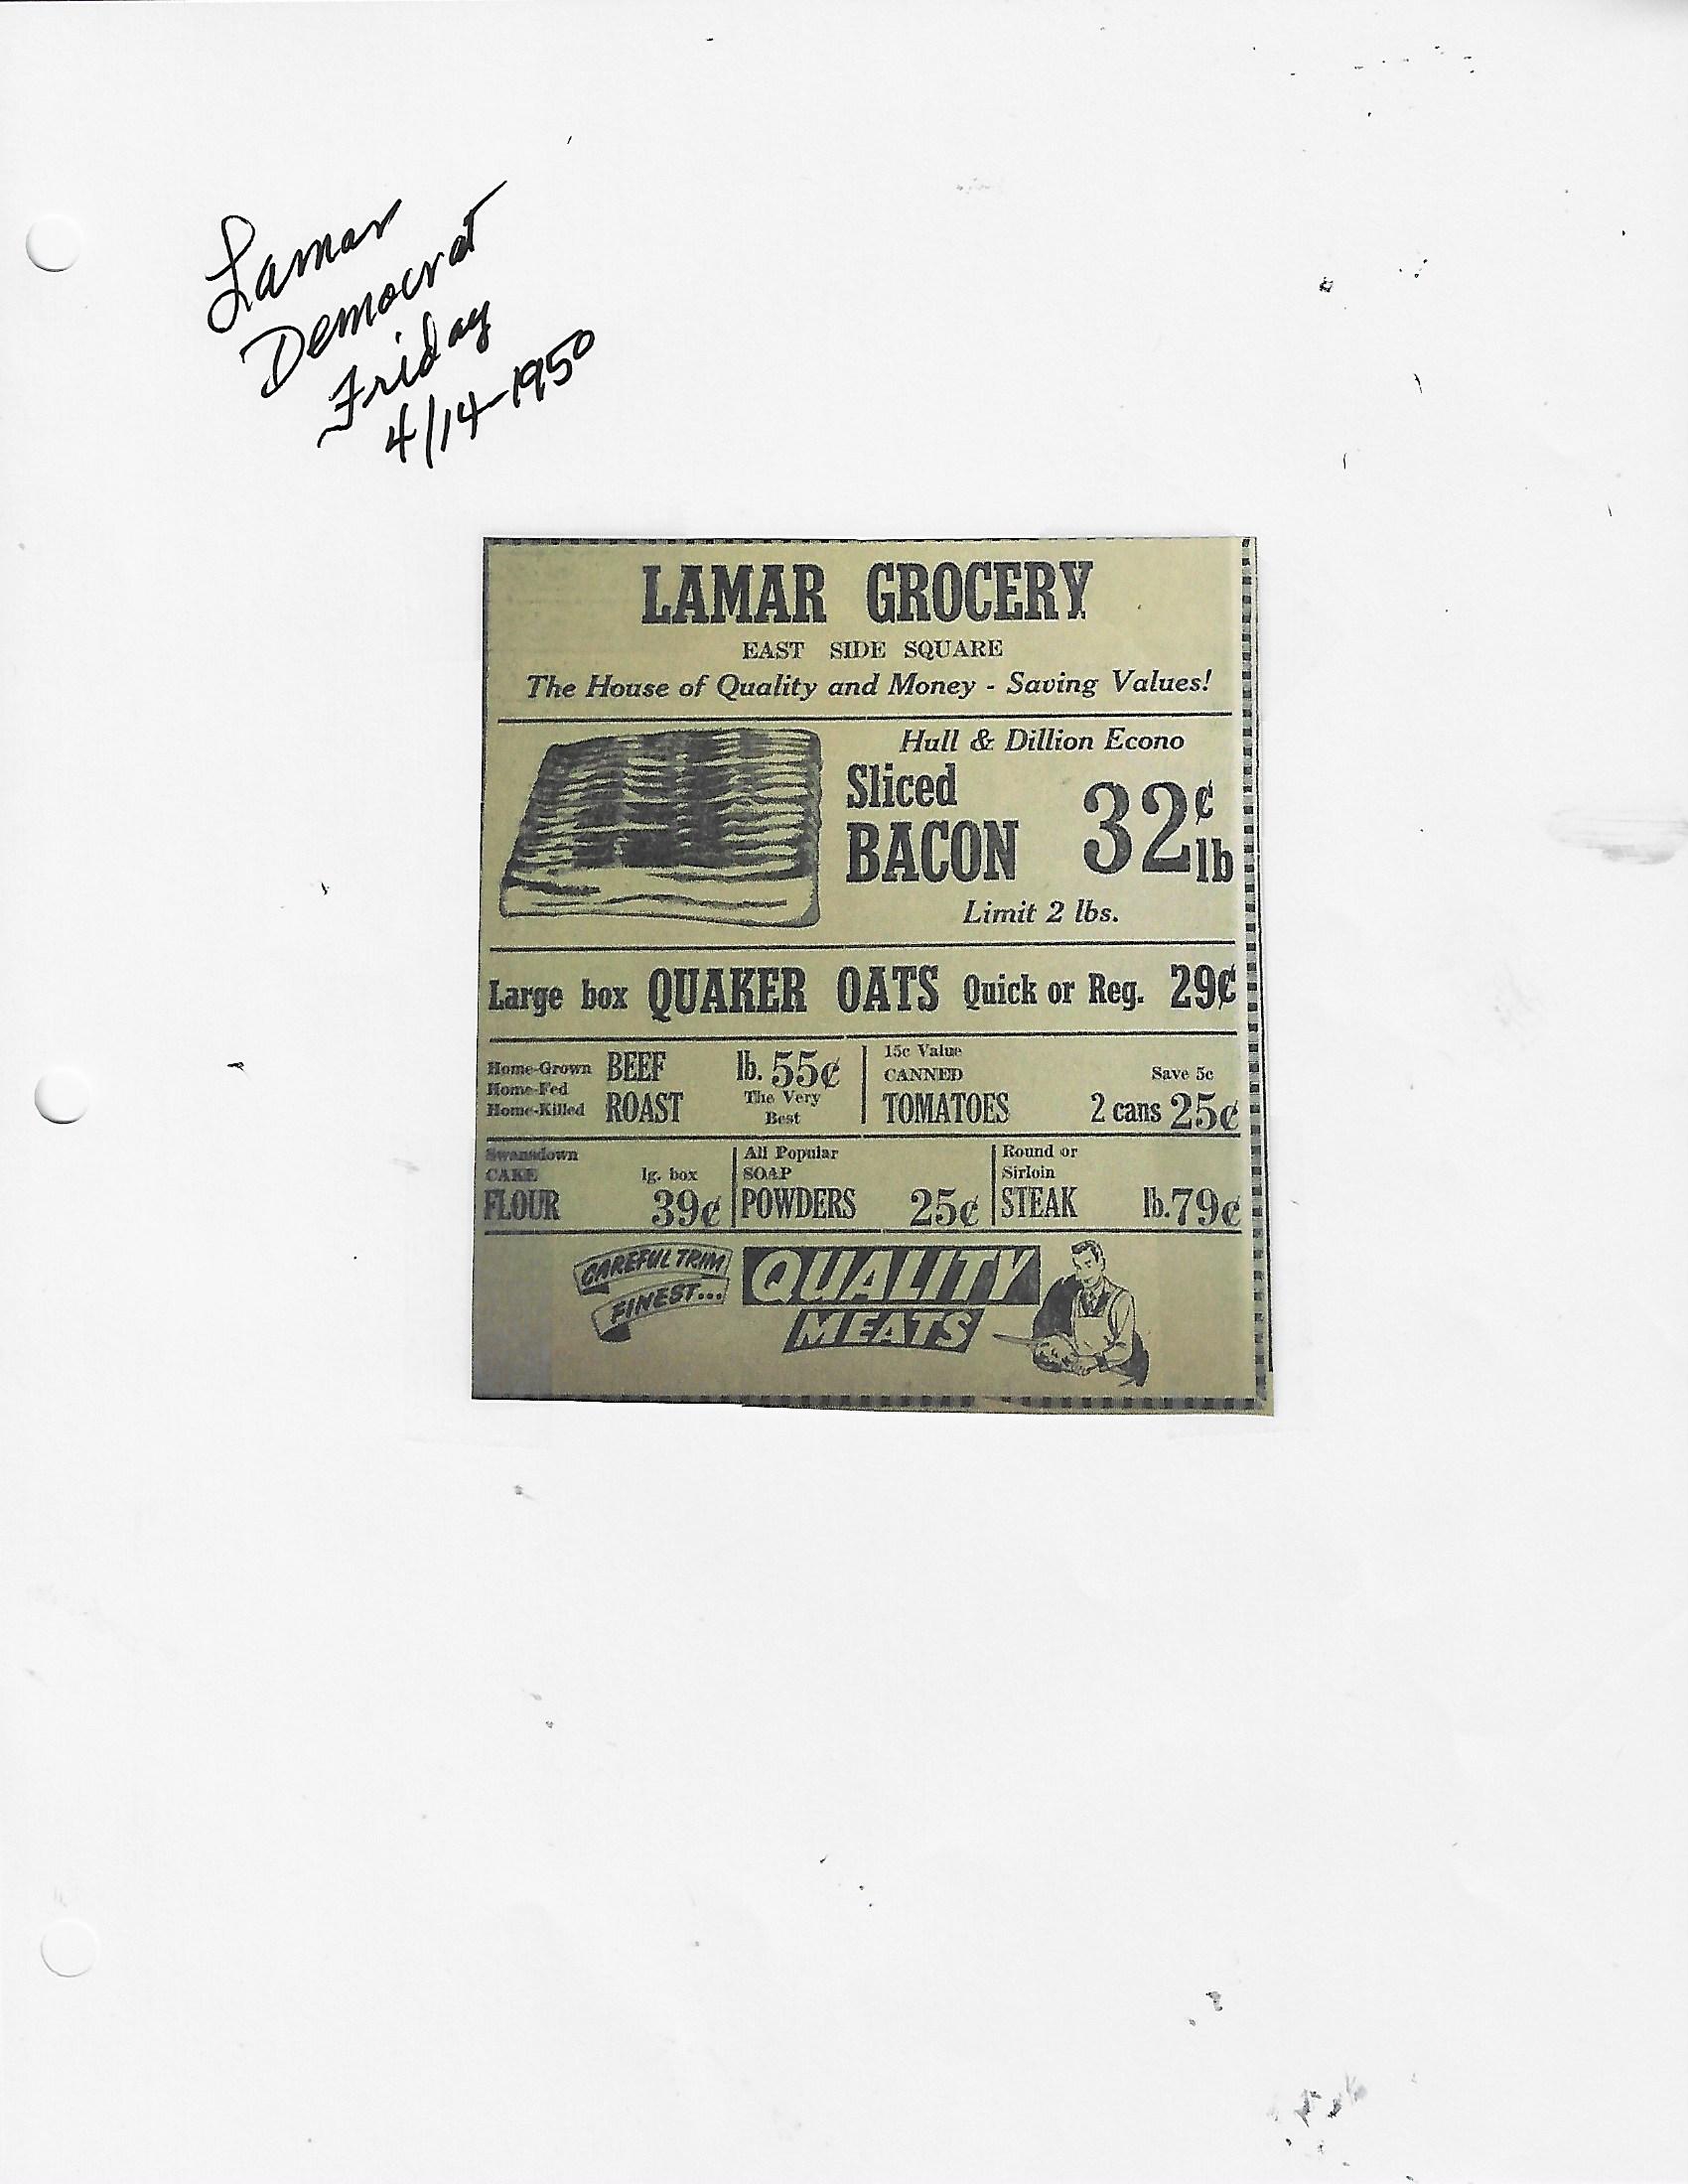 Lamar
Democrat
Friday
4/14-1950
LAMAR GROCERY
EAST SIDE SQUARE
The House of Quality and Money - Saving Values!
Hull & Dillion Econo
Sliced
BACON
32¢ lb
Limit 2 lbs.
Large box QUAKER OATS Quick or Reg. 29¢
Home-Grown
Home-Fed
Home-Killed
BEEF
ROAST
lb. 55¢
The Very
Best
15c Value
CANNED
TOMATOES
Save 5c
2 cans 25¢
Swansdown
CAKE
FLOUR
lg. box
39¢
All Popular
SOAP
POWDERS 25¢
Round or
Sirloin
STEAK lb. 79¢
CAREFUL TRIM
FINEST...
QUALITY
MEATS